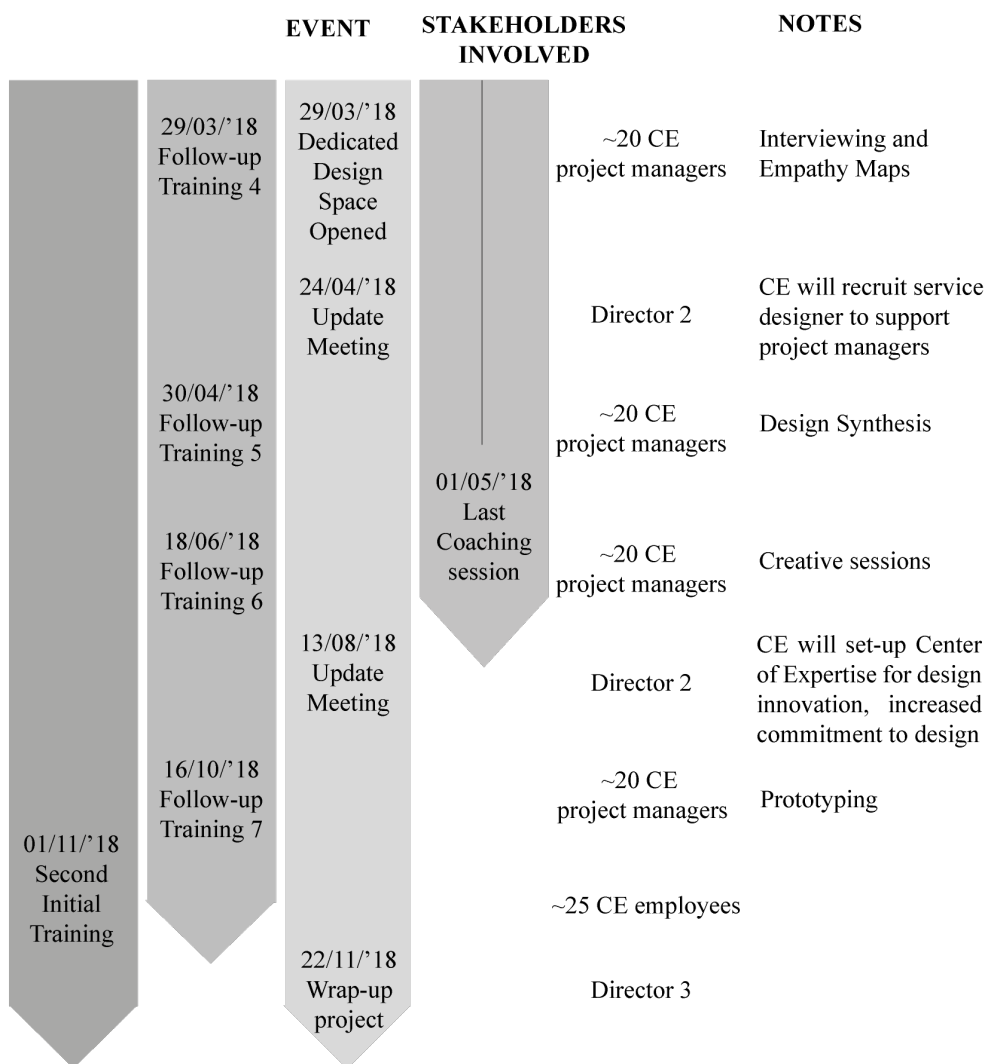 EVENT
STAKEHOLDERS
INVOLVED
NOTES
29/03/’18
Follow-up
Training 4
29/03/’18
Dedicated
Design
Space
Opened
~20 CE
project managers
Interviewing and
Empathy Maps
24/04/’18
Update
Meeting
Director 2
CE will recruit service
designer to support
project managers
30/04/’18
Follow-up
Training 5
~20 CE
project managers
Design Synthesis
01/05/’18
Last
Coaching
session
18/06/’18
Follow-up
Training 6
~20 CE
project managers
Creative sessions
13/08/’18
Update
Meeting
Director 2
CE will set-up Center
of Expertise for design
innovation, increased
commitment to design
16/10/’18
Follow-up
Training 7
~20 CE
project managers
Prototyping
01/11/’18
Second
Initial
Training
~25 CE employees
22/11/’18
Wrap-up
project
Director 3